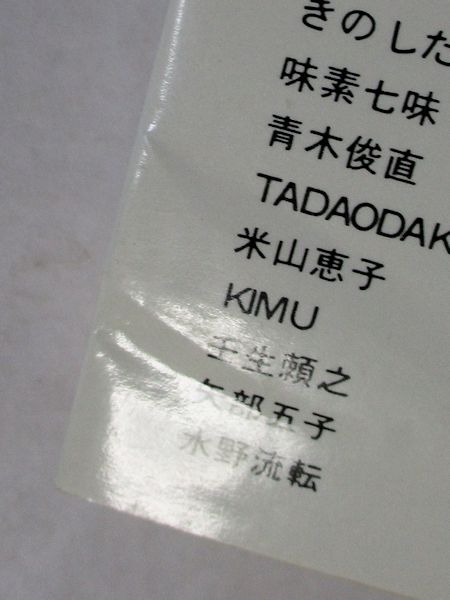 きのした
味素七味
青木俊直
TADAODAK
米山恵子
KIMU
壬生頼之
矢部五子
水野流転